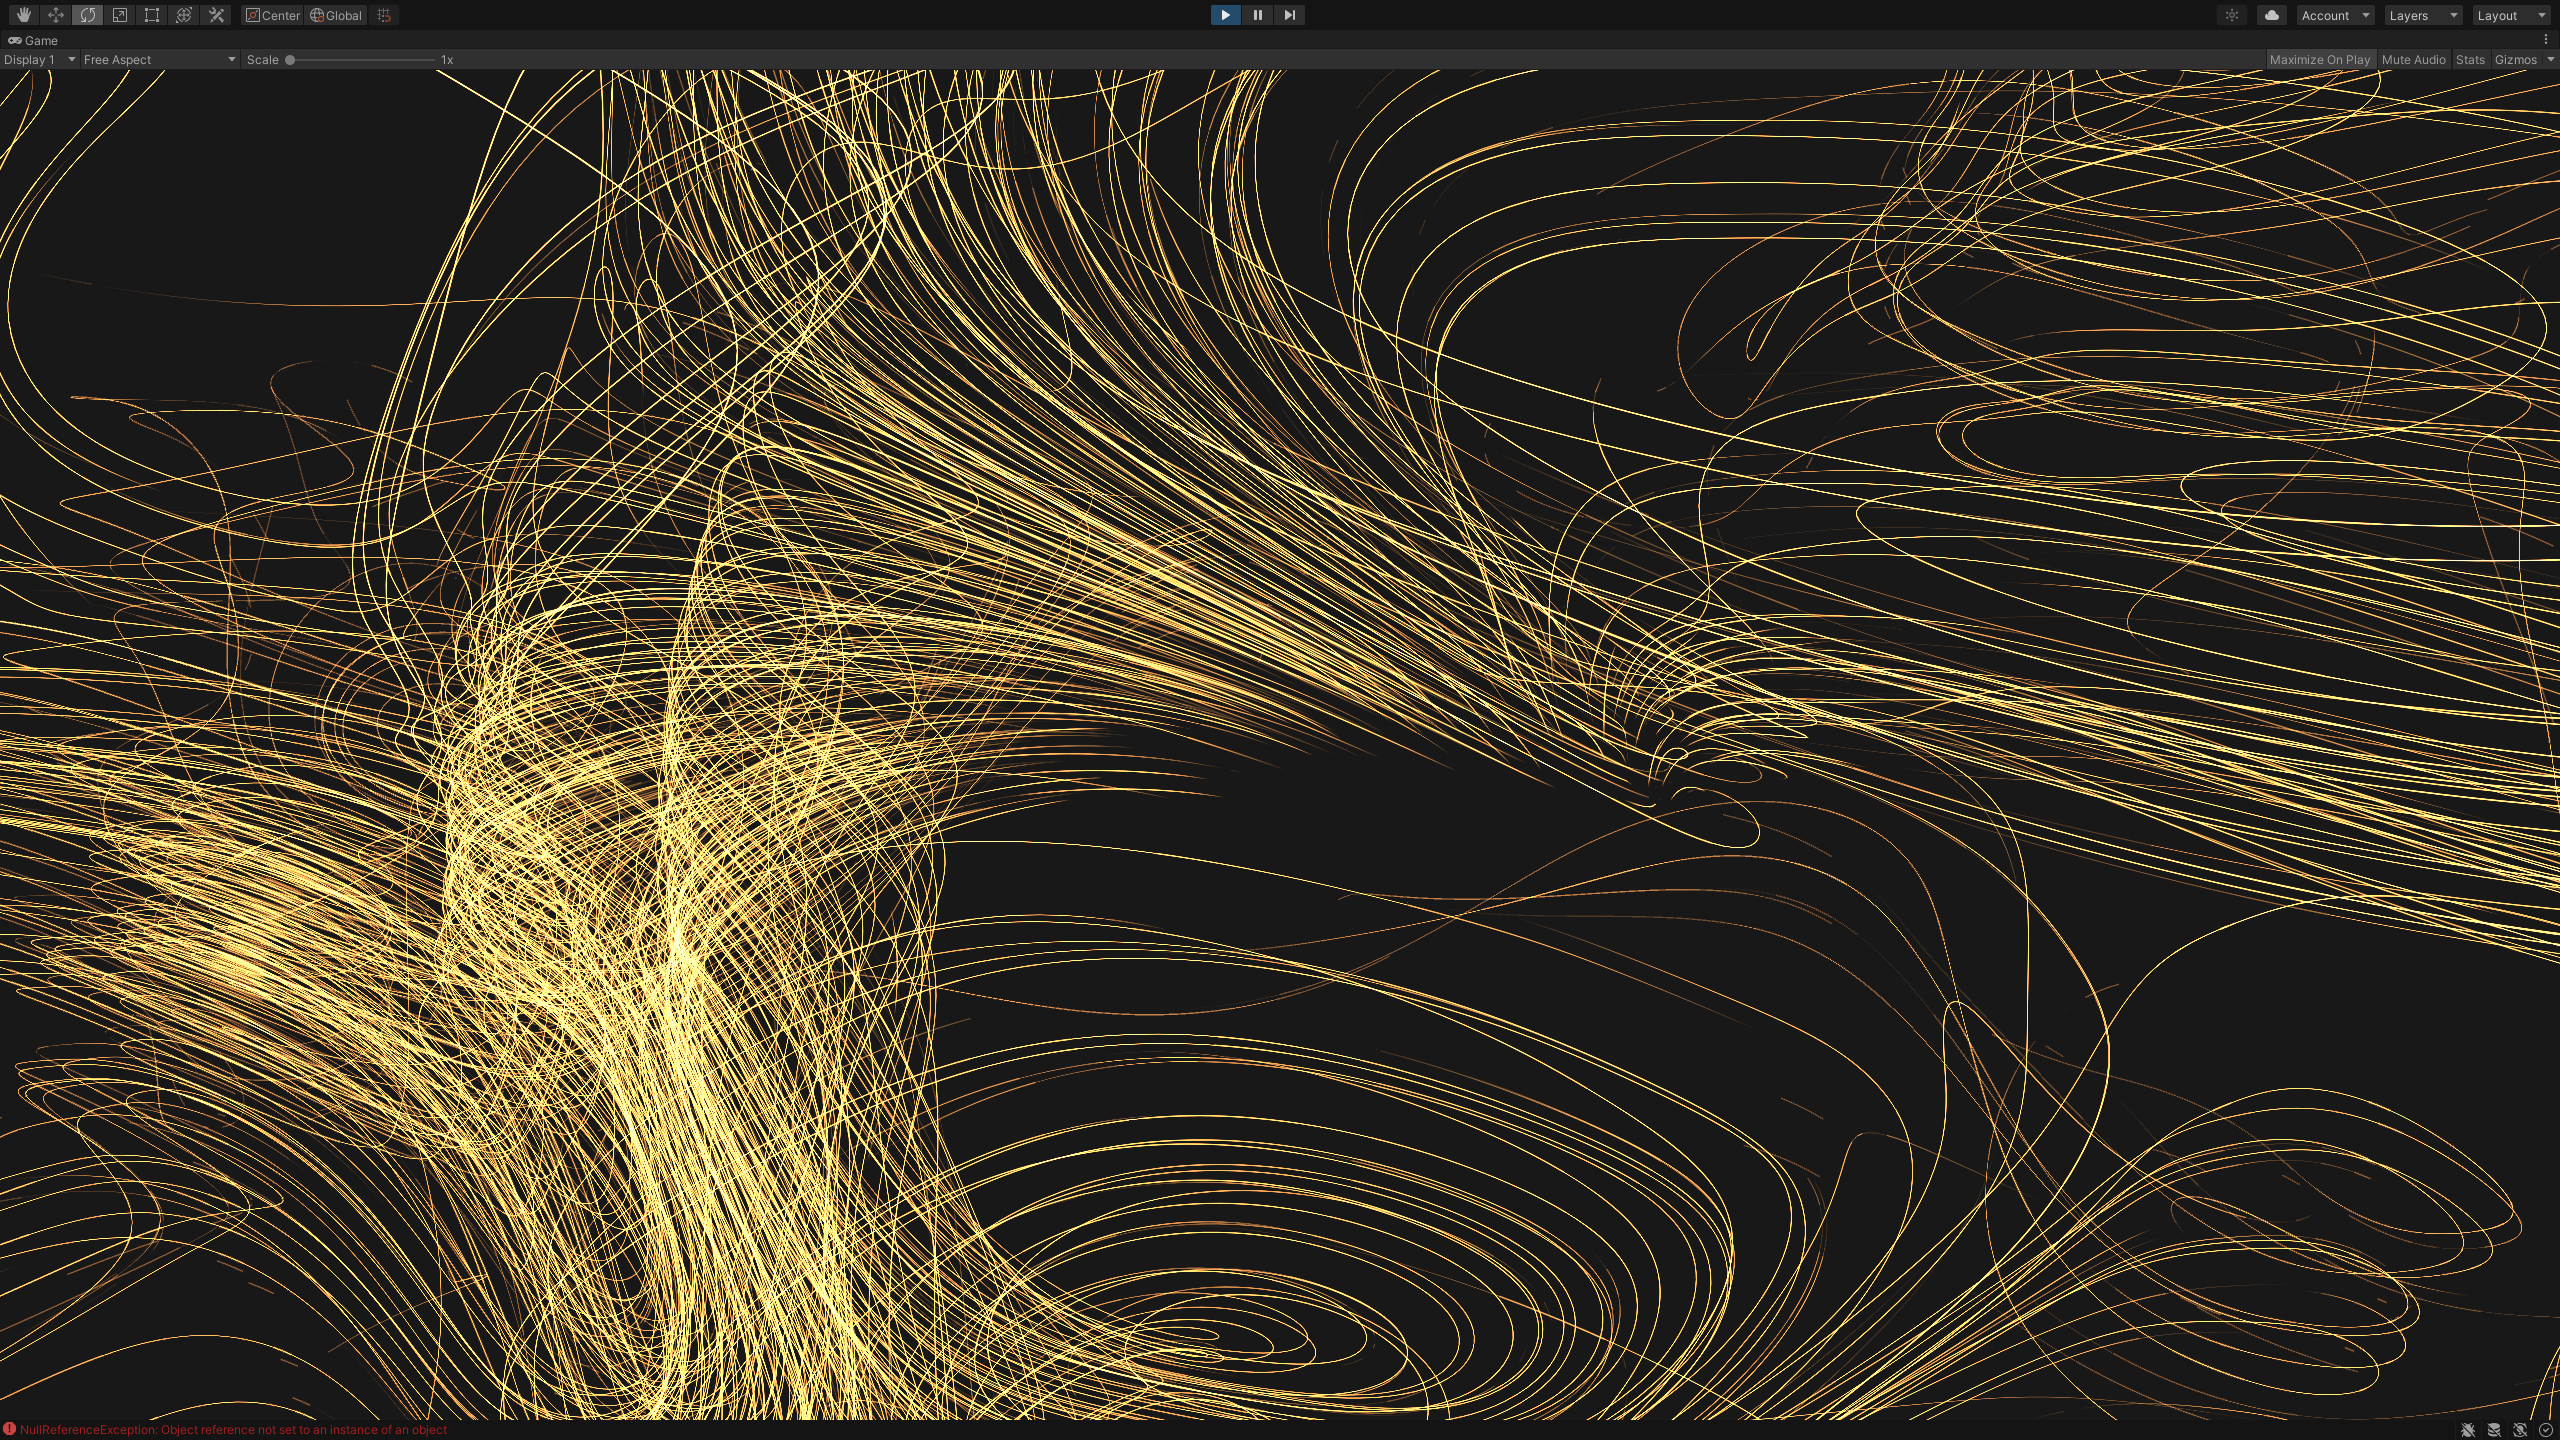 Center Global Account Layers Layout
Game
Display 1 Free Aspect Scale 1x Maximize On Play Mute Audio Stats Gizmos
NullReferenceException: Object reference not set to an instance of an object